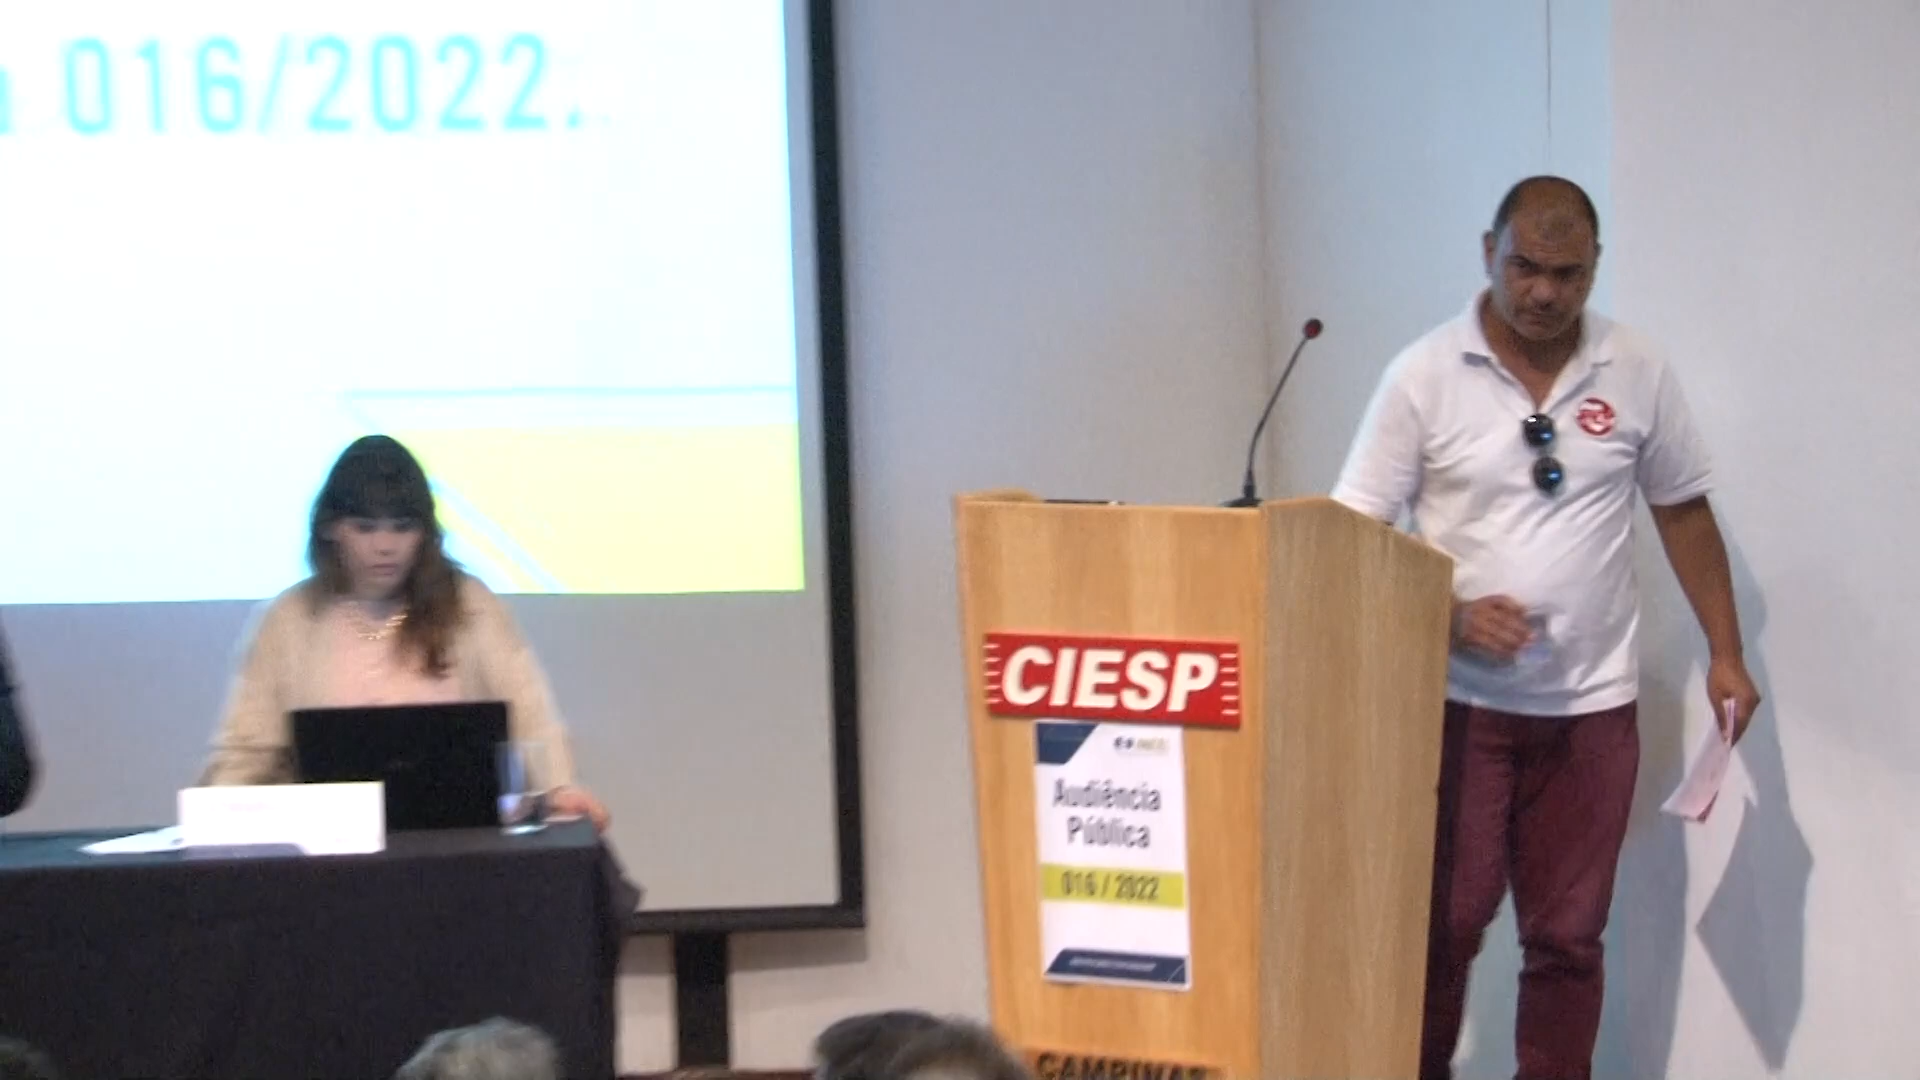 016/2022.
CIESP
Audiência
Pública
016 / 2022
CAMPINAS